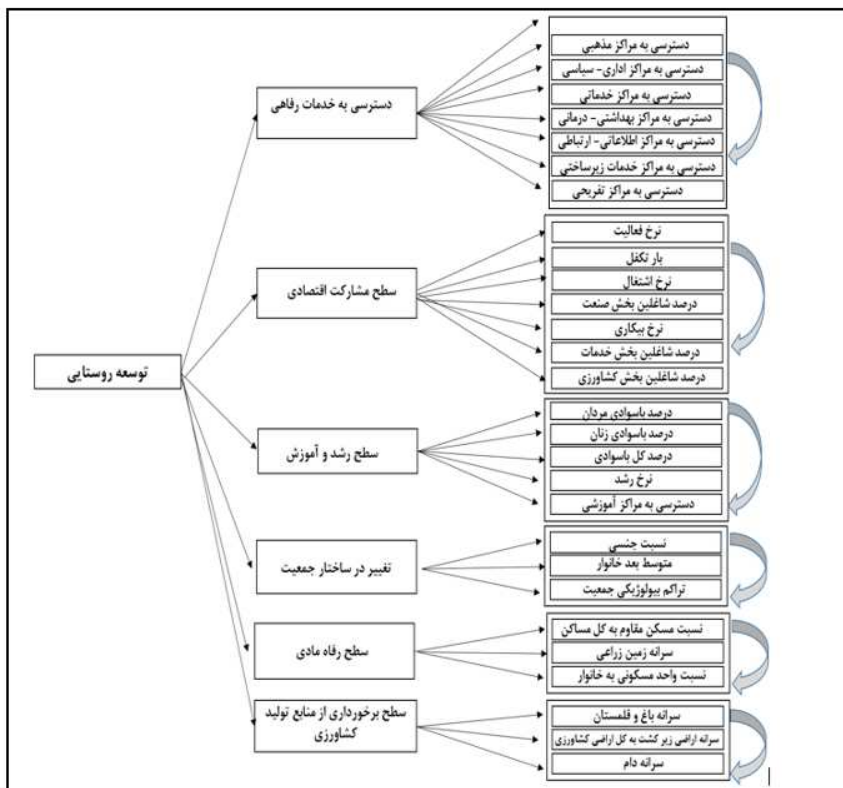 دسترسی به مراکز مذهبی
دسترسی به مراکز اداری- سیاسی
دسترسی به مراکز خدماتی
دسترسی به مراکز بهداشتی- درمانی
دسترسی به مراکز اطلاعاتی- ارتباطی
دسترسی به مراکز خدمات زیرساختی
دسترسی به مراکز تفریحی
دسترسی به خدمات رفاهی
نرخ فعالیت
بار تکفل
نرخ اشتغال
درصد شاغلین بخش صنعت
نرخ بیکاری
درصد شاغلین بخش خدمات
درصد شاغلین بخش کشاورزی
سطح مشارکت اقتصادی
توسعه روستایی
درصد باسوادی مردان
درصد باسوادی زنان
درصد کل باسوادی
نرخ رشد
دسترسی به مراکز آموزشی
سطح رشد و آموزش
نسبت جنسی
متوسط بعد خانوار
تراکم بیولوژیکی جمعیت
تغییر در ساختار جمعیت
نسبت مسکن مقاوم به کل مساکن
سرانه زمین زراعی
نسبت واحد مسکونی به خانوار
سطح رفاه مادی
سرانه باغ و قلمستان
سرانه اراضی زیر کشت به کل اراضی کشاورزی
سرانه دام
سطح برخورداری از منابع تولید
کشاورزی